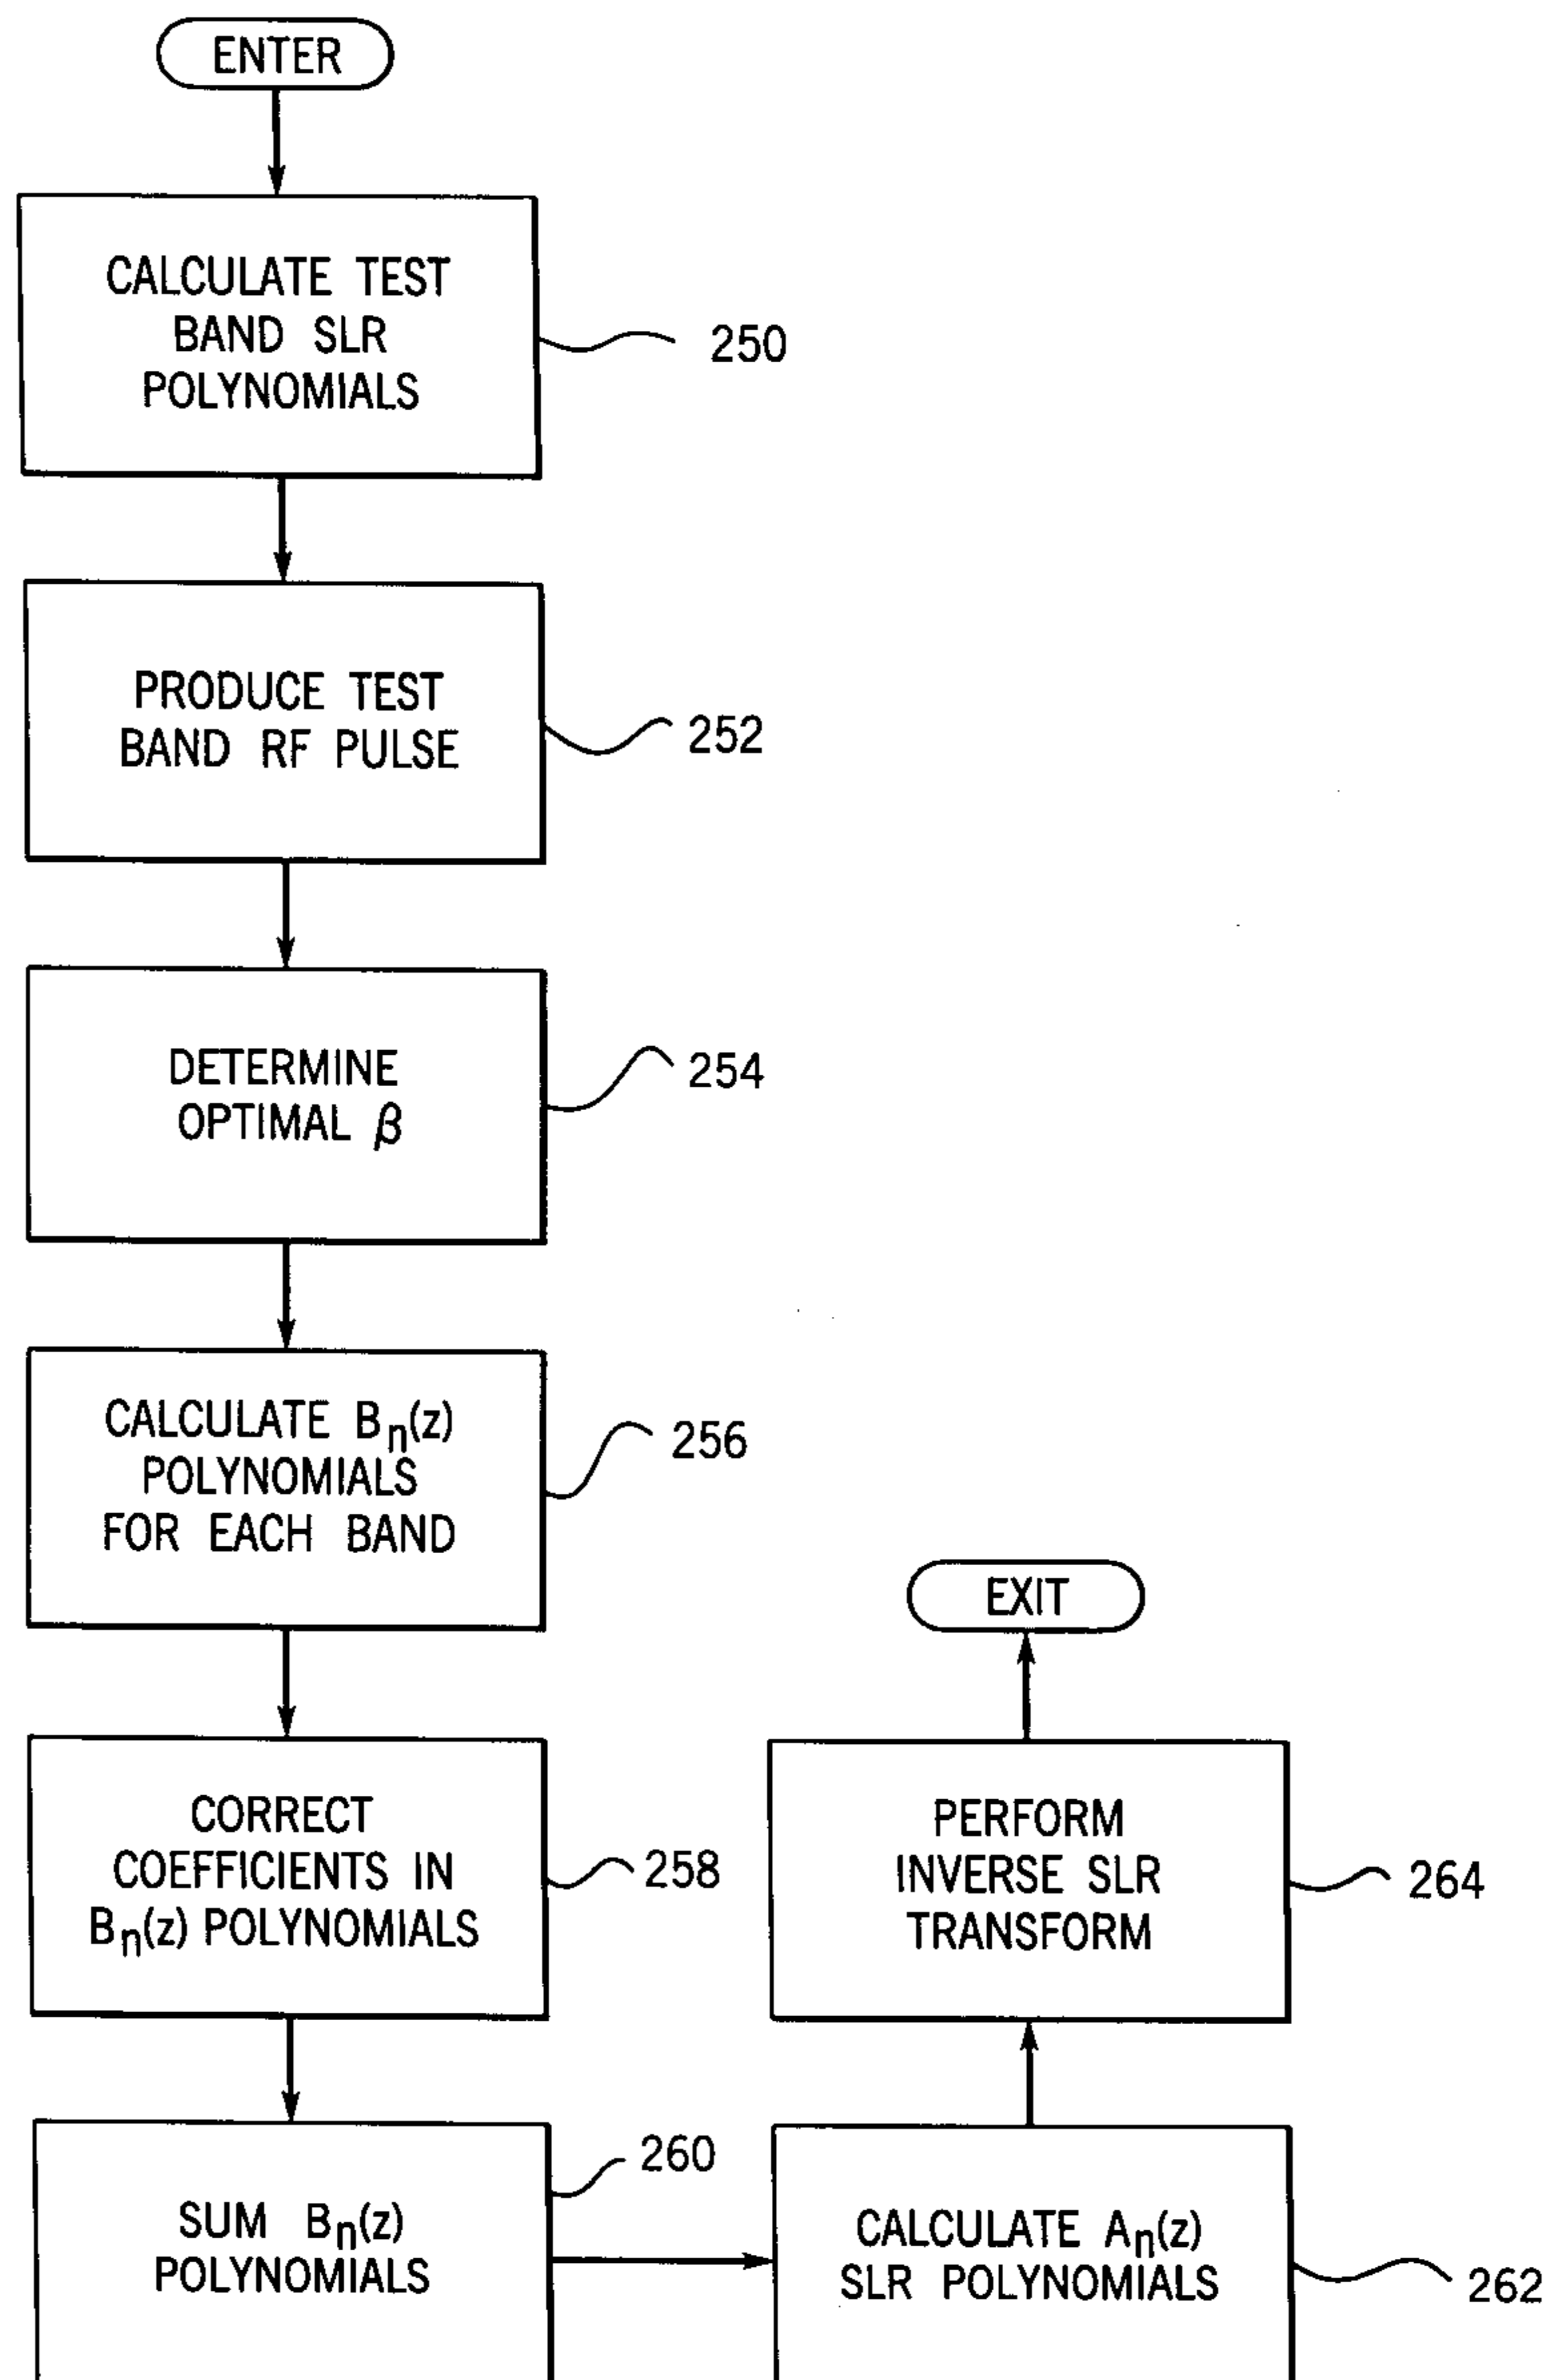 ENTER
CALCULATE TEST
BAND SLR
POLYNOMIALS
250
PRODUCE TEST
BAND RF PULSE
252
DETERMINE
OPTIMAL β
254
CALCULATE Bn(z)
POLYNOMIALS
FOR EACH BAND
256
CORRECT
COEFFICIENTS IN
Bn(z) POLYNOMIALS
258
SUM Bn(z)
POLYNOMIALS
260
CALCULATE An(z)
SLR POLYNOMIALS
262
PERFORM
INVERSE SLR
TRANSFORM
264
EXIT